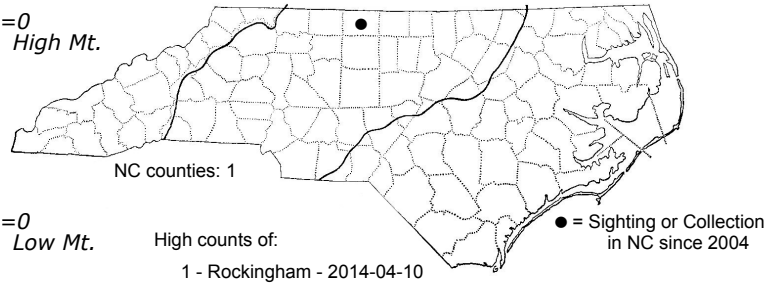 =0
High Mt.
NC counties: 1
=0
Low Mt.
High counts of:
1 - Rockingham - 2014-04-10
● = Sighting or Collection
in NC since 2004